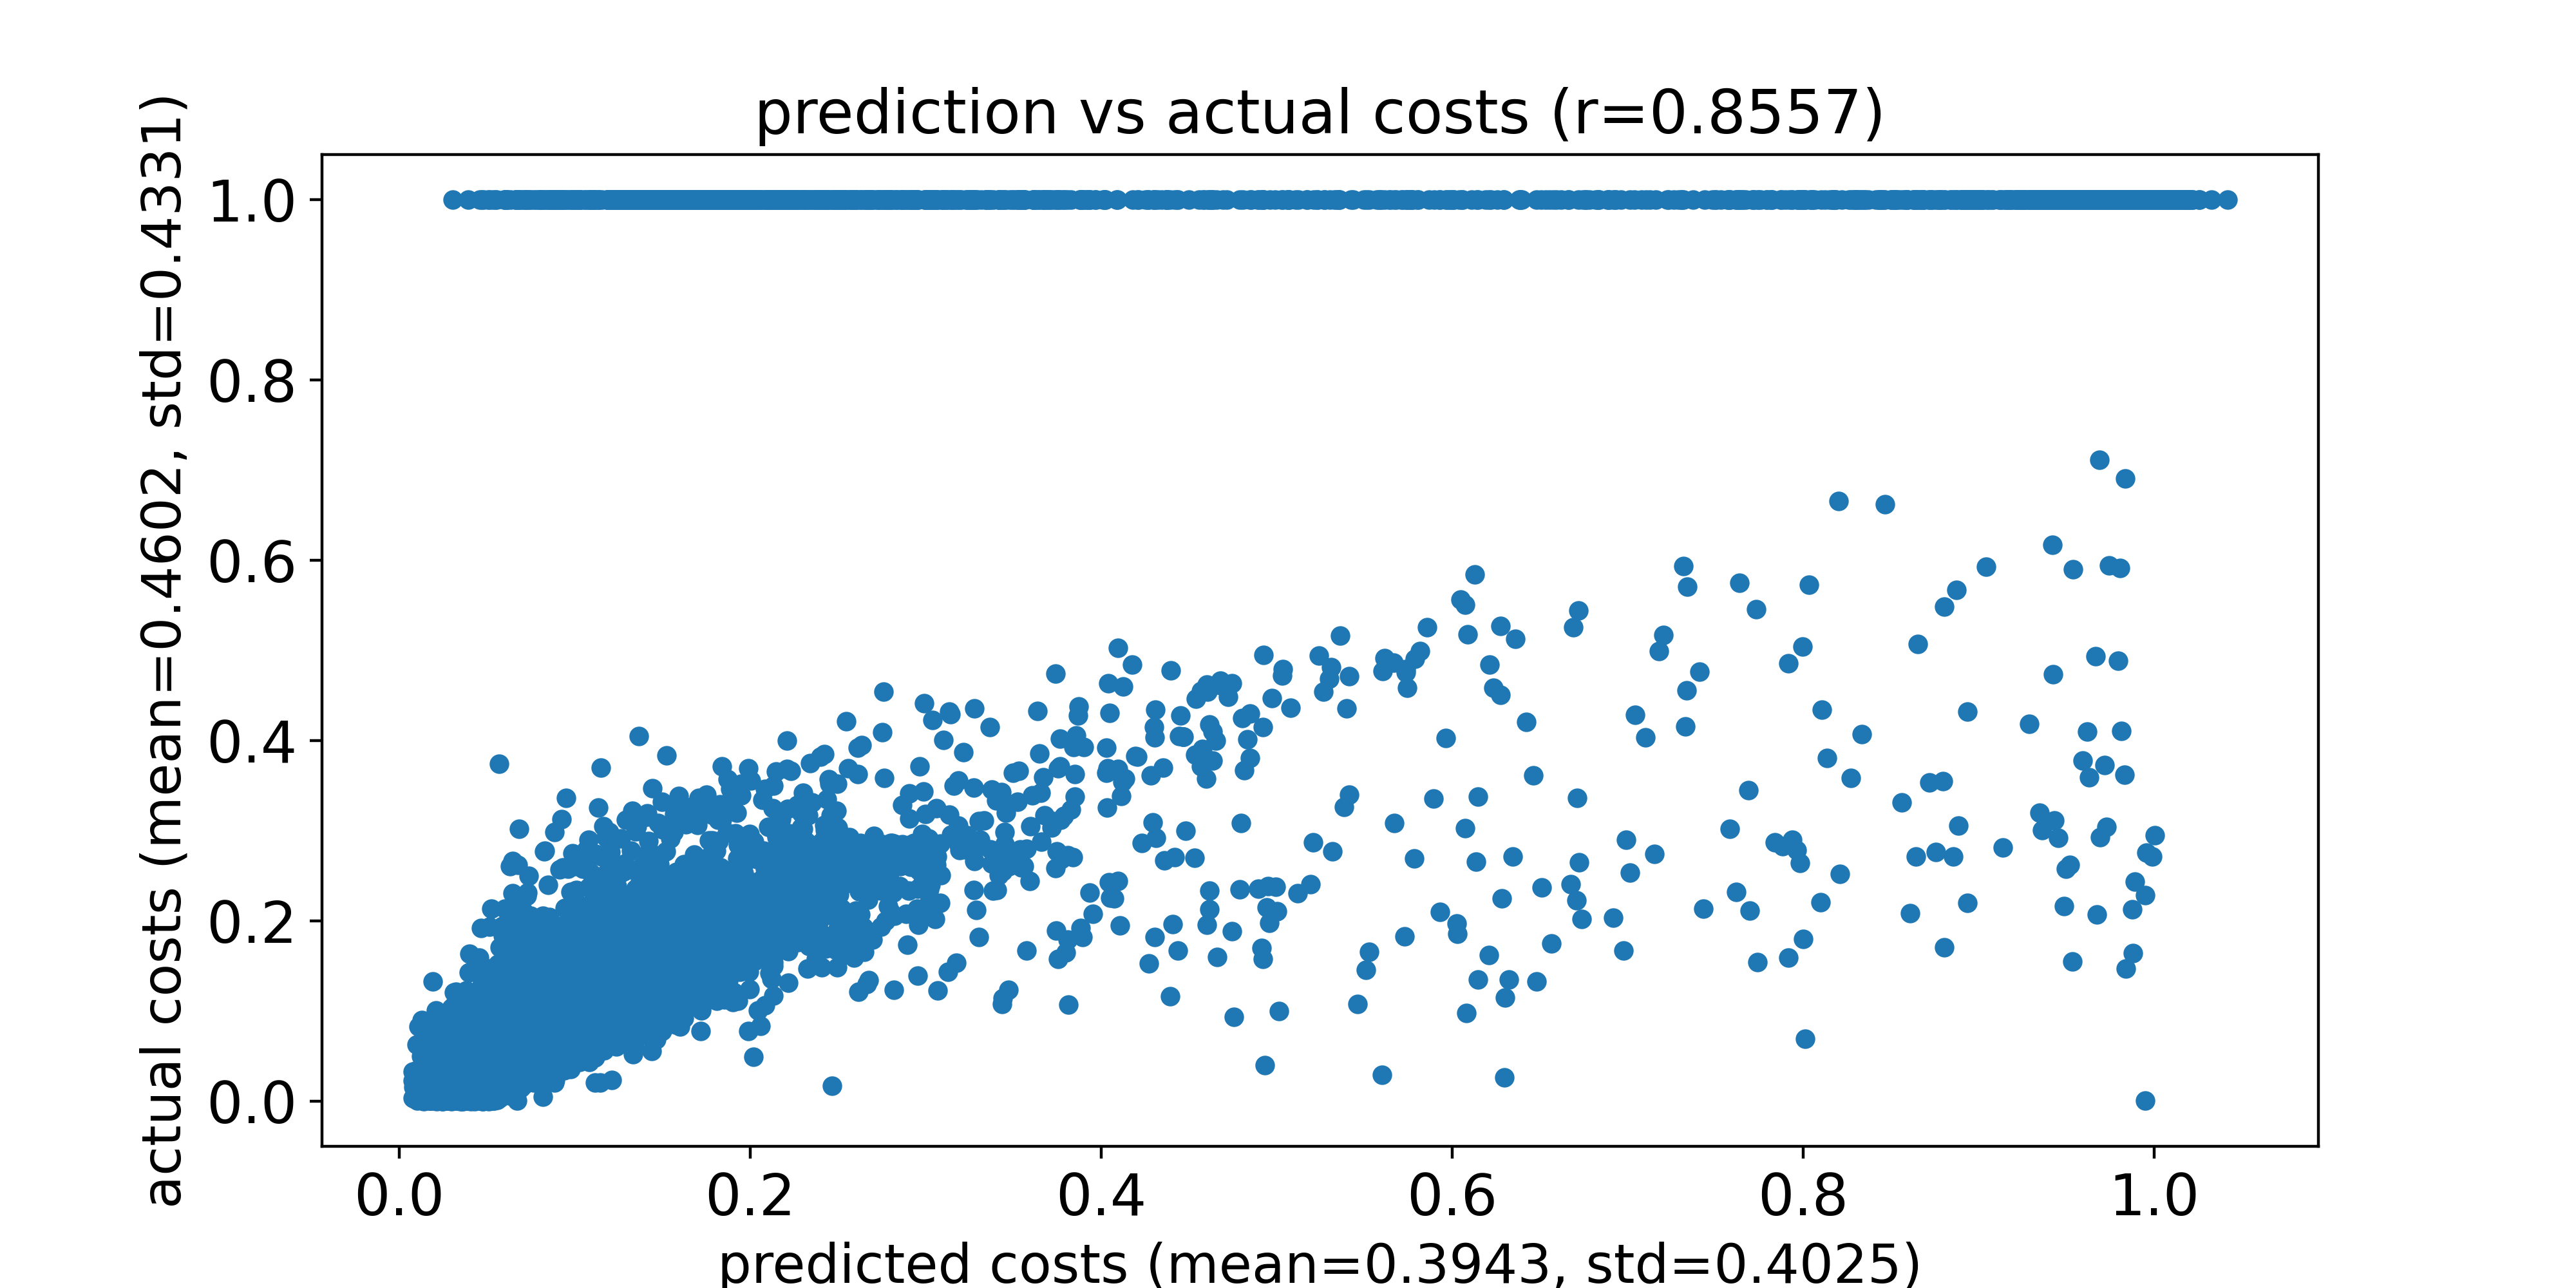 prediction vs actual costs (r=0.8557)
actual costs (mean=0.4602, std=0.4331)
1.0
0.8
0.6
0.4
0.2
0.0
0.0 0.2 0.4 0.6 0.8 1.0
predicted costs (mean=0.3943, std=0.4025)